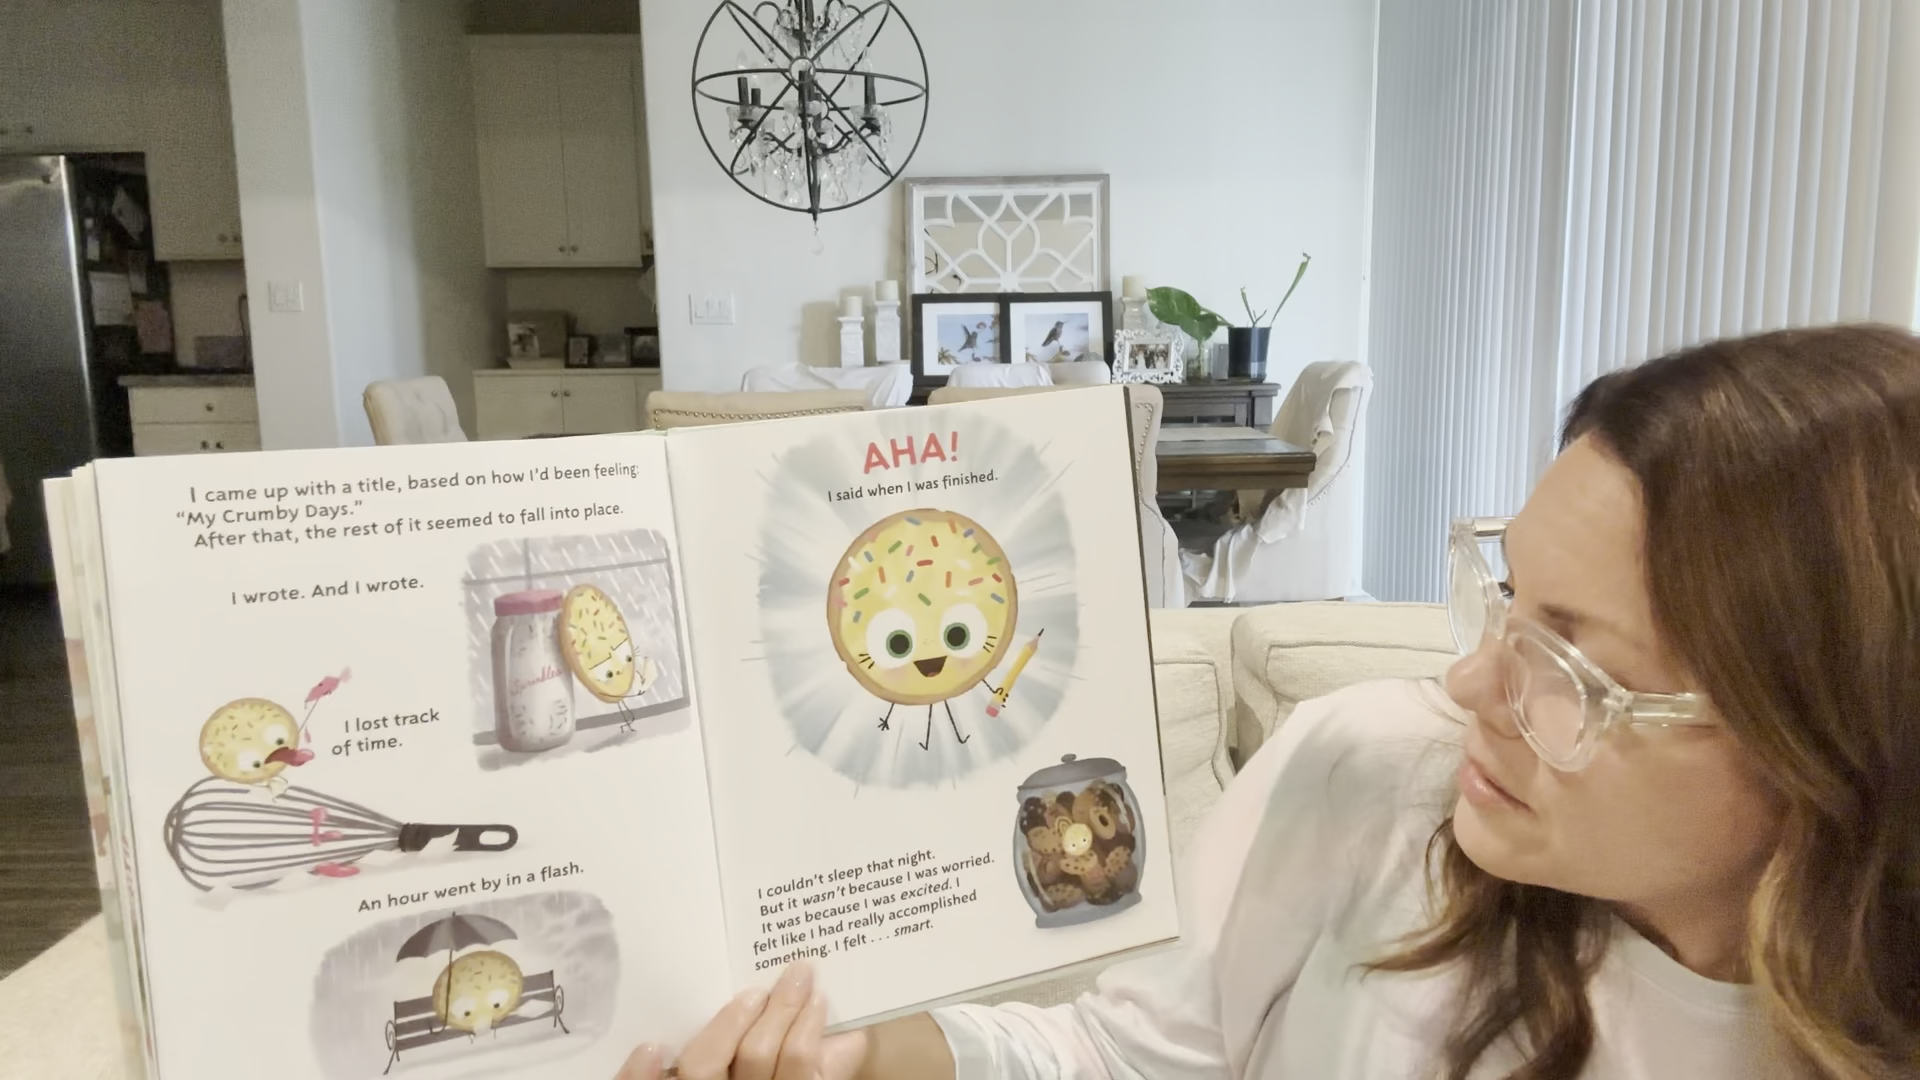 I came up with a title, based on how I'd been feeling:
"My Crumby Days."
After that, the rest of it seemed to fall into place.
I wrote. And I wrote.
Sprinkles
I lost track
of time.
An hour went by in a flash.
AHA!
I said when I was finished.
I couldn't sleep that night.
But it wasn't because I was worried.
It was because I was excited. I
felt like I had really accomplished
something. I felt . . . smart.